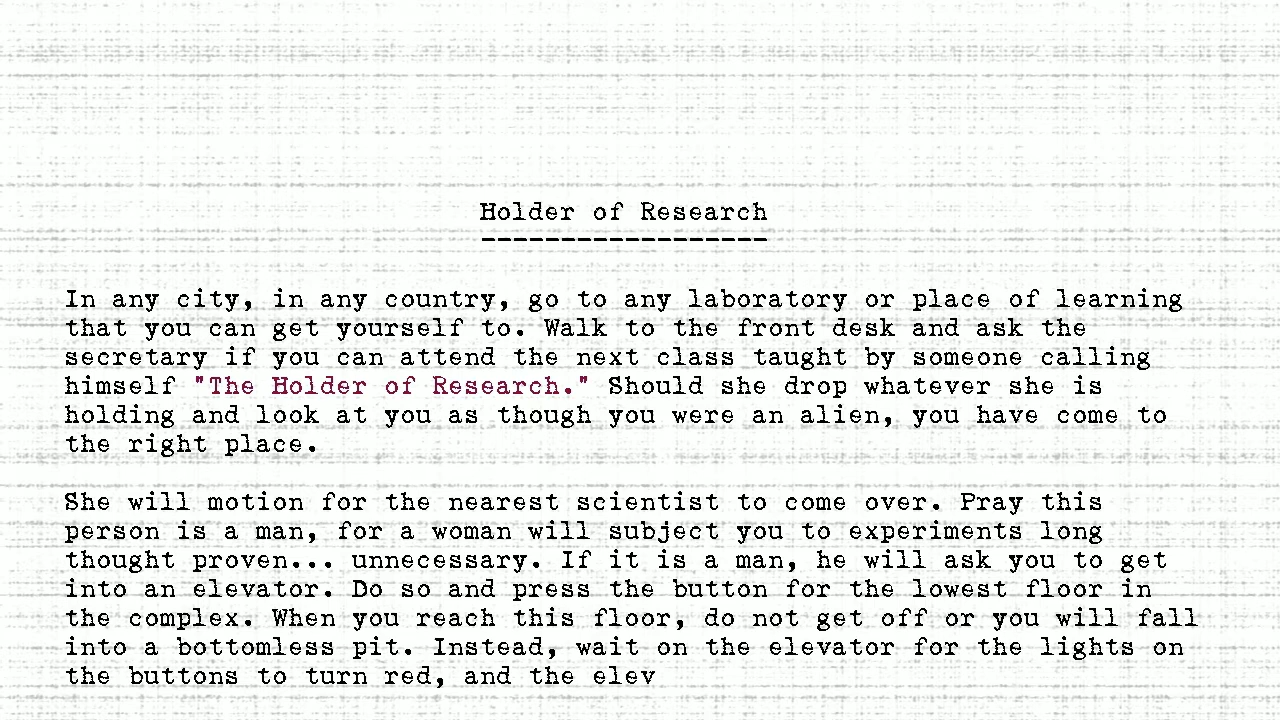 Holder of Research
------------------
In any city, in any country, go to any laboratory or place of learning
that you can get yourself to. Walk to the front desk and ask the
secretary if you can attend the next class taught by someone calling
himself "The Holder of Research." Should she drop whatever she is
holding and look at you as though you were an alien, you have come to
the right place.
She will motion for the nearest scientist to come over. Pray this
person is a man, for a woman will subject you to experiments long
thought proven... unnecessary. If it is a man, he will ask you to get
into an elevator. Do so and press the button for the lowest floor in
the complex. When you reach this floor, do not get off or you will fall
into a bottomless pit. Instead, wait on the elevator for the lights on
the buttons to turn red, and the elev